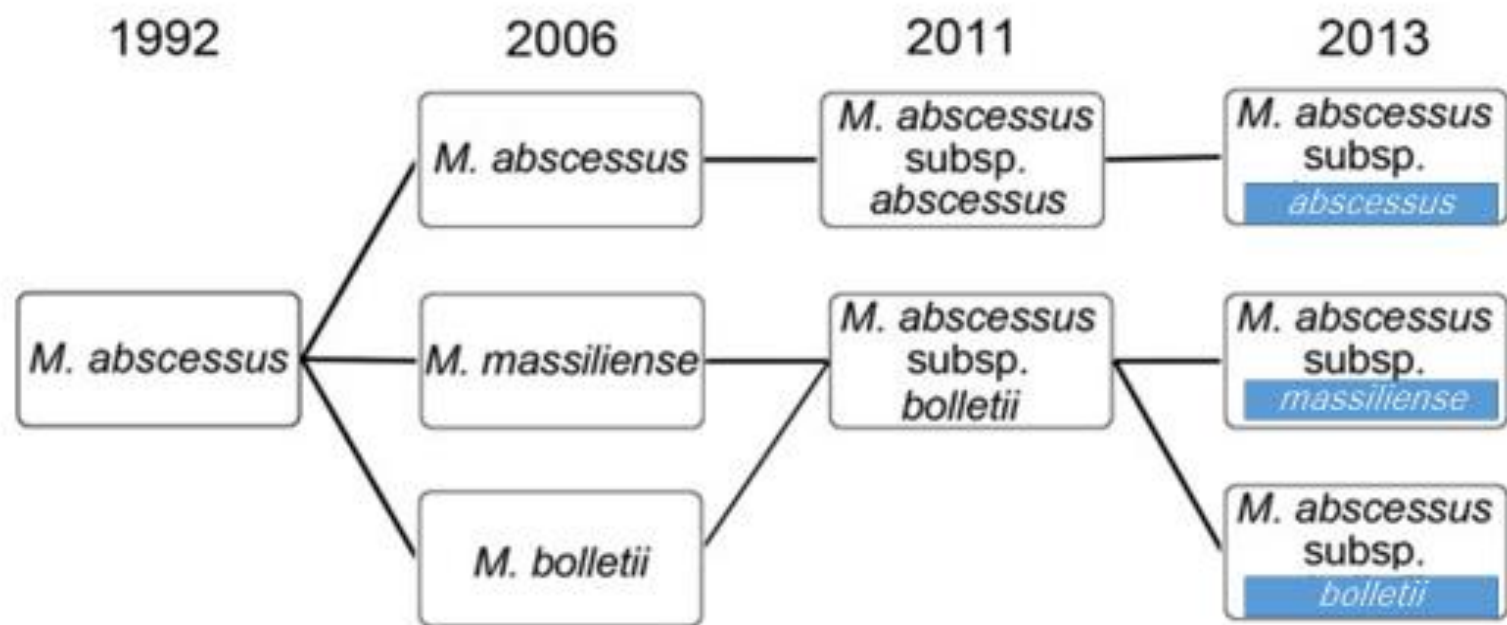 1992
2006
2011
2013
M. abscessus
M. abscessus
M. massiliense
M. bolletii
M. abscessus
subsp.
abscessus
M. abscessus
subsp.
bolletii
M. abscessus
subsp.
abscessus
M. abscessus
subsp.
massiliense
M. abscessus
subsp.
bolletii